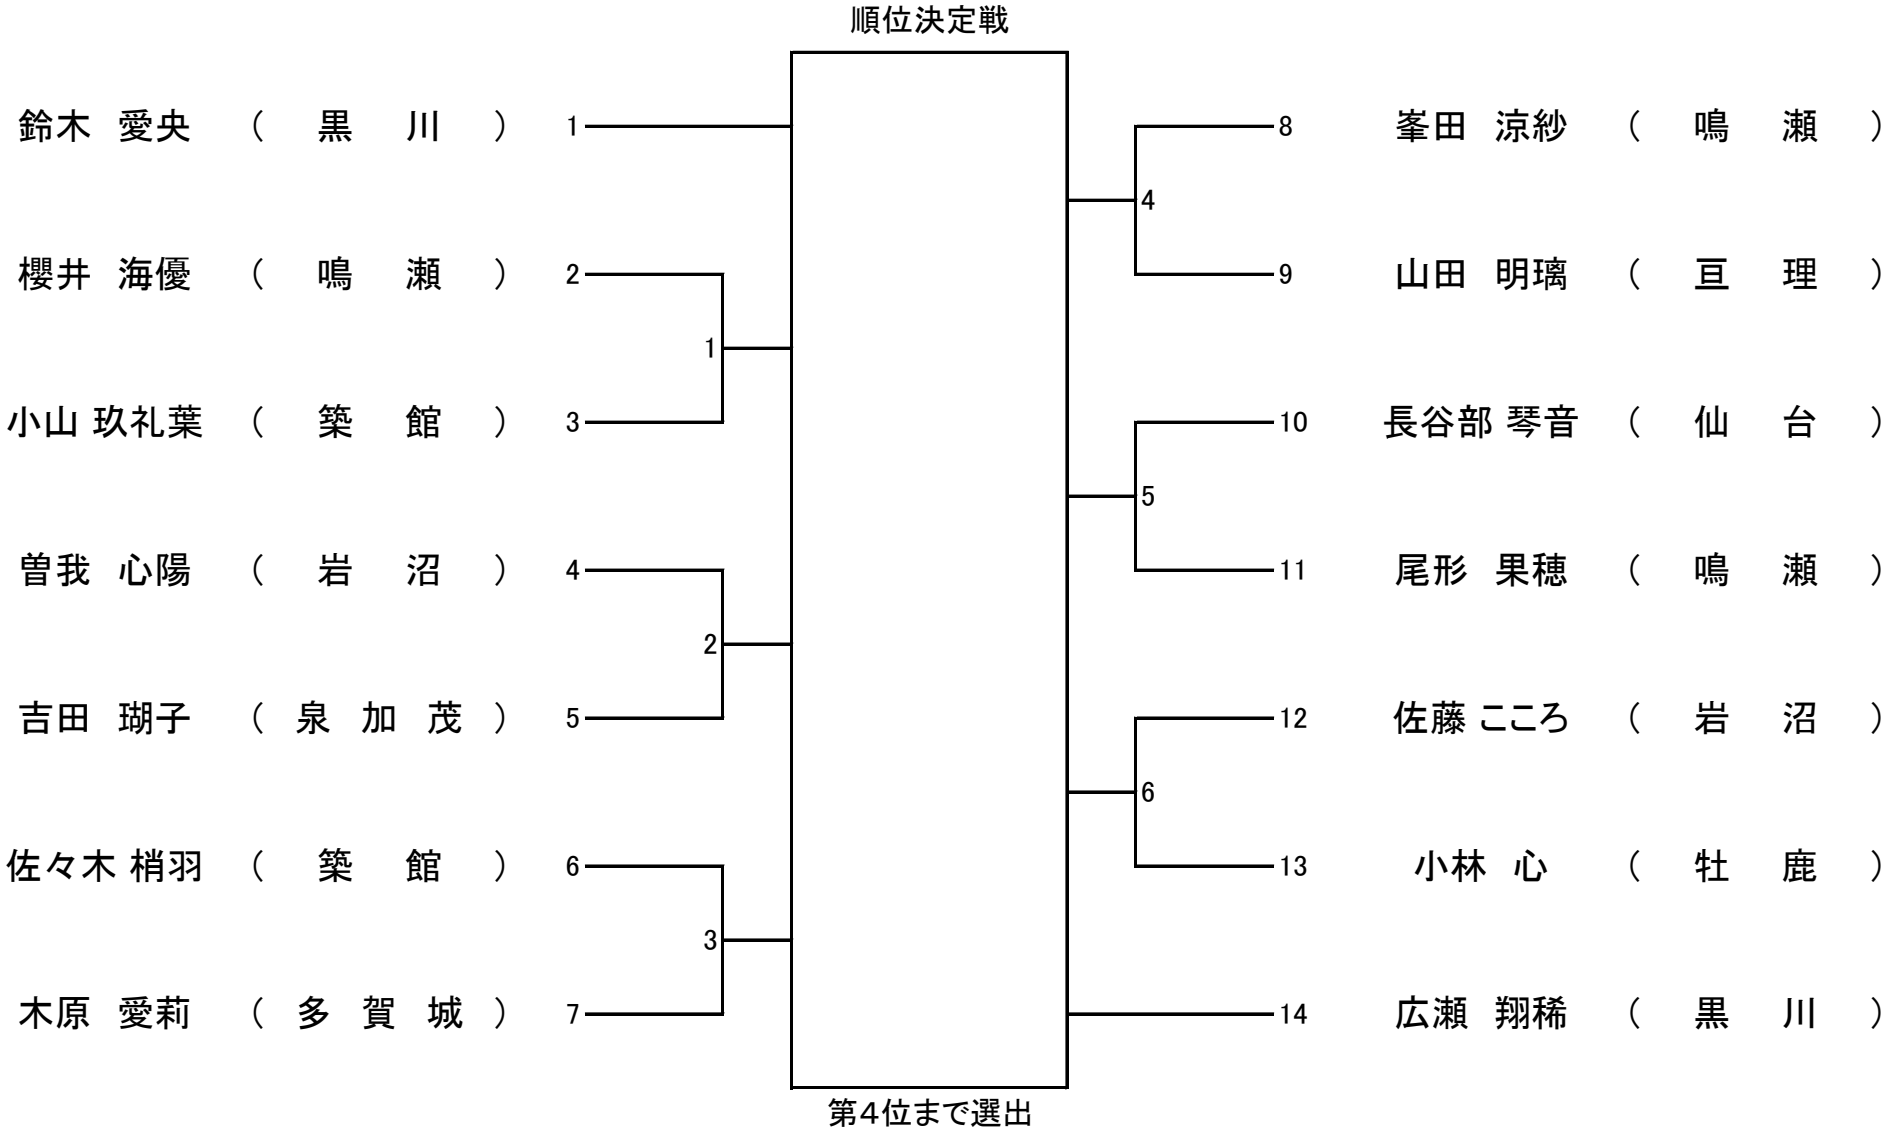 順位決定戦
鈴木 愛央 （ 黒 川 ） 1
8 峯田 涼紗 （ 鳴 瀬 ）
4
櫻井 海優 （ 鳴 瀬 ） 2
9 山田 明璃 （ 亘 理 ）
1
小山 玖礼葉 （ 築 館 ） 3
10 長谷部 琴音 （ 仙 台 ）
5
曽我 心陽 （ 岩 沼 ） 4
11 尾形 果穂 （ 鳴 瀬 ）
2
吉田 瑚子 （ 泉 加 茂 ） 5
12 佐藤 こころ （ 岩 沼 ）
6
佐々木 梢羽 （ 築 館 ） 6
13 小林 心 （ 牡 鹿 ）
3
木原 愛莉 （ 多 賀 城 ） 7
14 広瀬 翔稀 （ 黒 川 ）
第４位まで選出